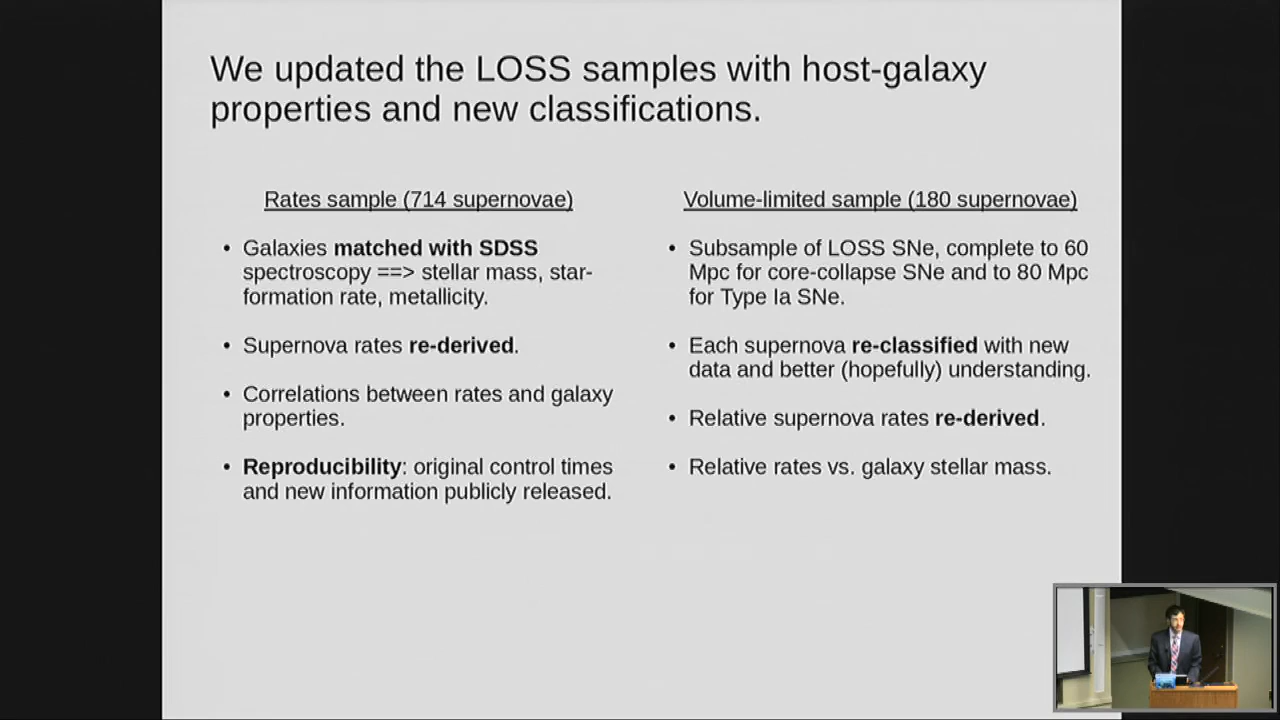 We updated the LOSS samples with host-galaxy
properties and new classifications.
Rates sample (714 supernovae)
• Galaxies matched with SDSS
spectroscopy ==> stellar mass, star-
formation rate, metallicity.
• Supernova rates re-derived.
• Correlations between rates and galaxy
properties.
• Reproducibility: original control times
and new information publicly released.
Volume-limited sample (180 supernovae)
• Subsample of LOSS SNe, complete to 60
Mpc for core-collapse SNe and to 80 Mpc
for Type Ia SNe.
• Each supernova re-classified with new
data and better (hopefully) understanding.
• Relative supernova rates re-derived.
• Relative rates vs. galaxy stellar mass.